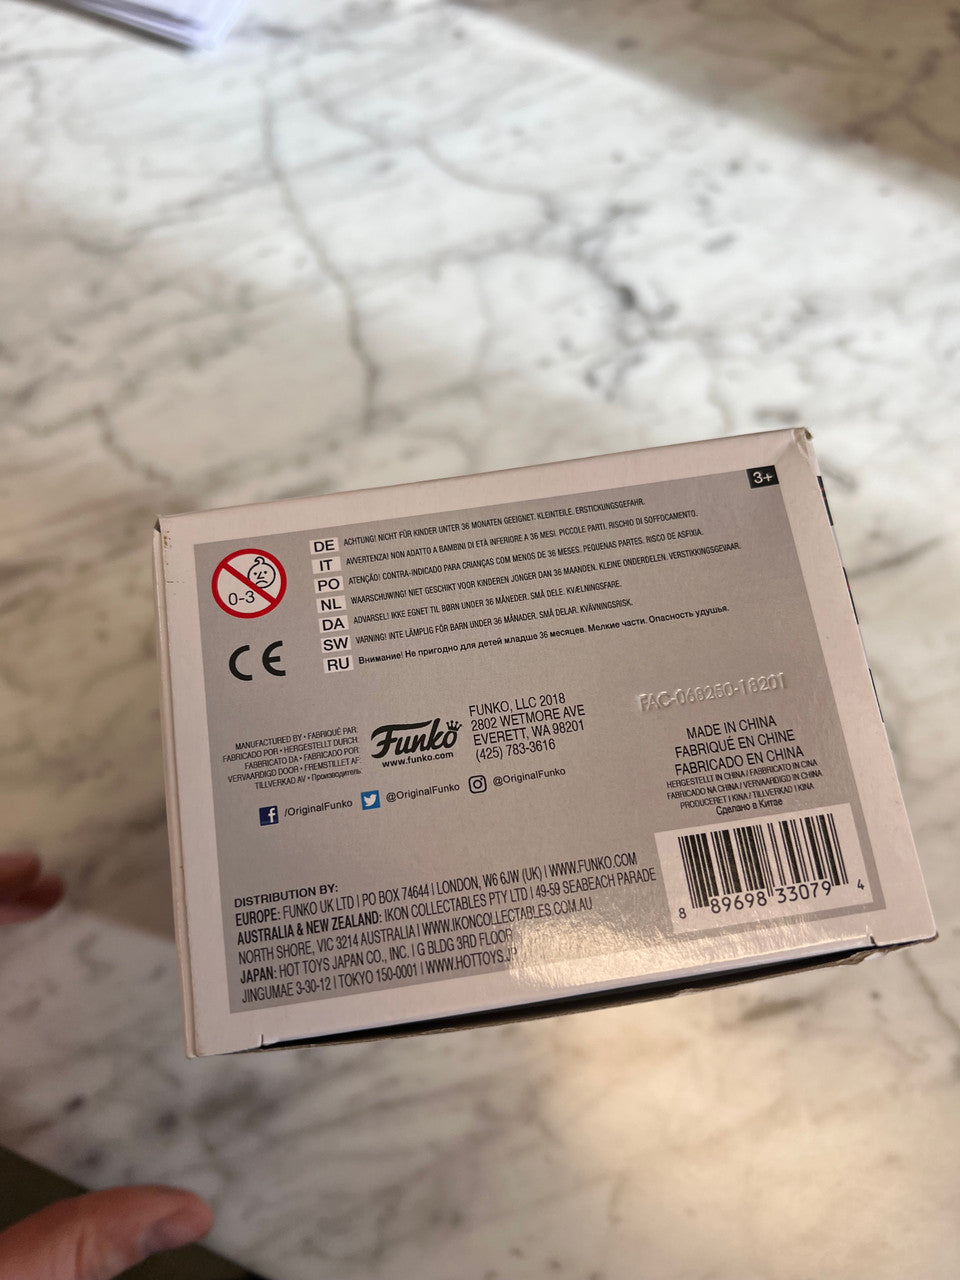 3+
0-3
DE ACHTUNG! NICHT FÜR KINDER UNTER 36 MONATEN GEEIGNET. KLEINTEILE. ERSTICKUNGSGEFAHR.
IT AVVERTENZA! NON ADATTO A BAMBINI DI ETÀ INFERIORE A 36 MESI. PICCOLE PARTI. RISCHIO DI SOFFOCAMENTO.
PO ATENÇÃO! CONTRA-INDICADO PARA CRIANÇAS COM MENOS DE 36 MESES. PEQUENAS PARTES. RISCO DE ASFIXIA.
NL WAARSCHUWING! NIET GESCHIKT VOOR KINDEREN JONGER DAN 36 MAANDEN. KLEINE ONDERDELEN. VERSTIKKINGSGEVAAR.
DA ADVARSEL! IKKE EGNET TIL BØRN UNDER 36 MÅNEDER. SMÅ DELE. KVÆLNINGSFARE.
SW VARNING! INTE LÄMPLIG FÖR BARN UNDER 36 MÅNADER. SMÅ DELAR. KVÄVNINGSRISK.
RU Внимание! Не пригодно для детей младше 36 месяцев. Мелкие части. Опасность удушья.
CE
MANUFACTURED BY • FABRIQUÉ PAR:
FABRICADO POR • HERGESTELLT DURCH:
FABBRICATO DA • FABRICADO POR:
VERVAARDIGD DOOR • FREMSTILLET AF:
TILLVERKAD AV • Производитель:
Funko
www.funko.com
FUNKO, LLC 2018
2802 WETMORE AVE
EVERETT, WA 98201
(425) 783-3616
/OriginalFunko @OriginalFunko @OriginalFunko
FAC-068250-18201
MADE IN CHINA
FABRIQUÉ EN CHINE
FABRICADO EN CHINA
HERGESTELLT IN CHINA / FABBRICATO IN CINA
FABRICADO NA CHINA / VERVAARDIGD IN CHINA
PRODUCERET I KINA / TILLVERKAD I KINA
Сделано в Китае
DISTRIBUTION BY:
EUROPE: FUNKO UK LTD | PO BOX 74644 | LONDON, W6 6JW (UK) | WWW.FUNKO.COM
AUSTRALIA & NEW ZEALAND: IKON COLLECTABLES PTY LTD | 49-59 SEABEACH PARADE
NORTH SHORE, VIC 3214 AUSTRALIA | WWW.IKONCOLLECTABLES.COM.AU
JAPAN: HOT TOYS JAPAN CO., INC. | G BLDG 3RD FLOOR
JINGUMAE 3-30-12 | TOKYO 150-0001 | WWW.HOTTOYS.JP
8 89698 33079 4